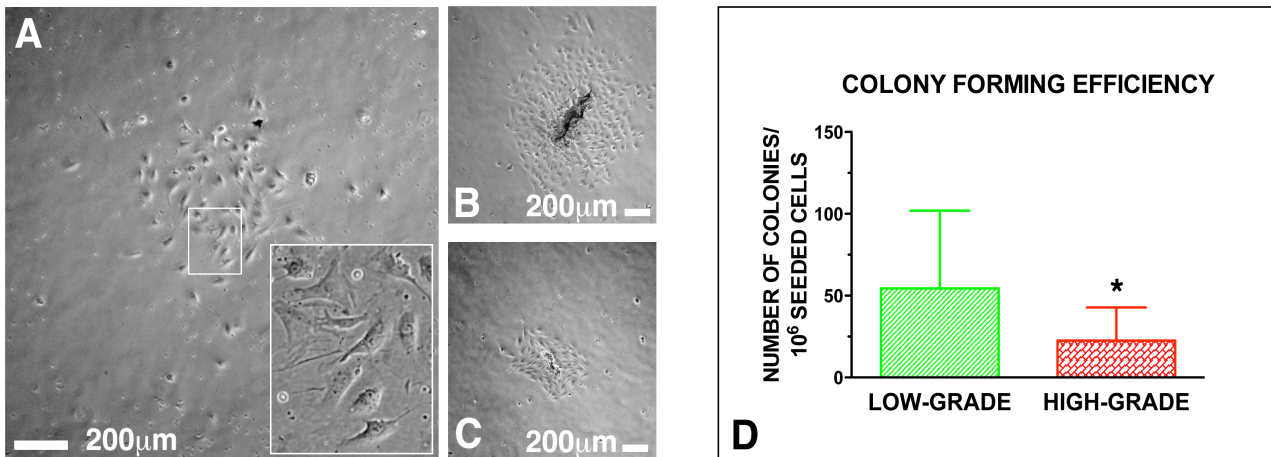 A
200µm
B
200µm
C
200µm
COLONY FORMING EFFICIENCY
NUMBER OF COLONIES/
10⁶ SEEDED CELLS
150
100
50
0
*
LOW-GRADE
HIGH-GRADE
D